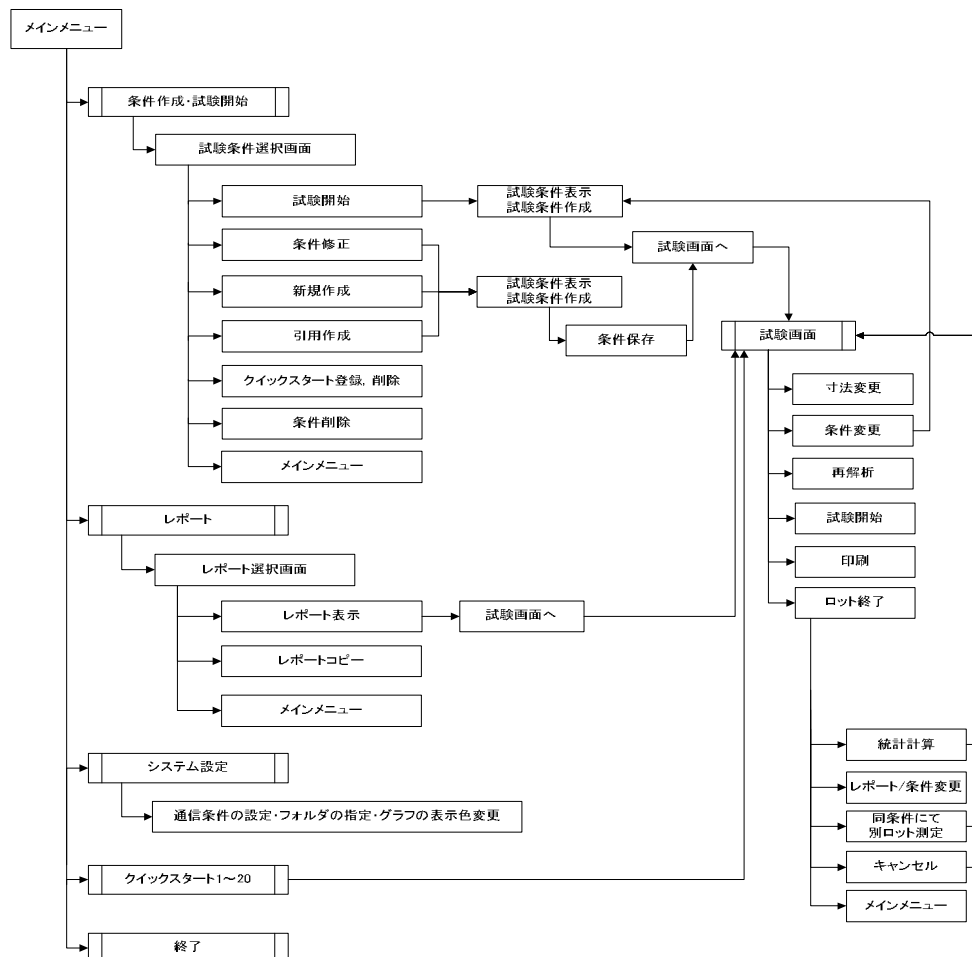 メインメニュー
条件作成・試験開始
試験条件選択画面
試験開始
試験条件表示
試験条件作成
条件修正
試験画面へ
新規作成
試験条件表示
試験条件作成
引用作成
条件保存
試験画面
クイックスタート登録, 削除
寸法変更
条件削除
条件変更
メインメニュー
再解析
レポート
試験開始
レポート選択画面
印刷
ロット終了
レポート表示
試験画面へ
レポートコピー
メインメニュー
統計計算
システム設定
レポート/条件変更
通信条件の設定・フォルダの指定・グラフの表示色変更
同条件にて
別ロット測定
キャンセル
クイックスタート1～20
メインメニュー
終了